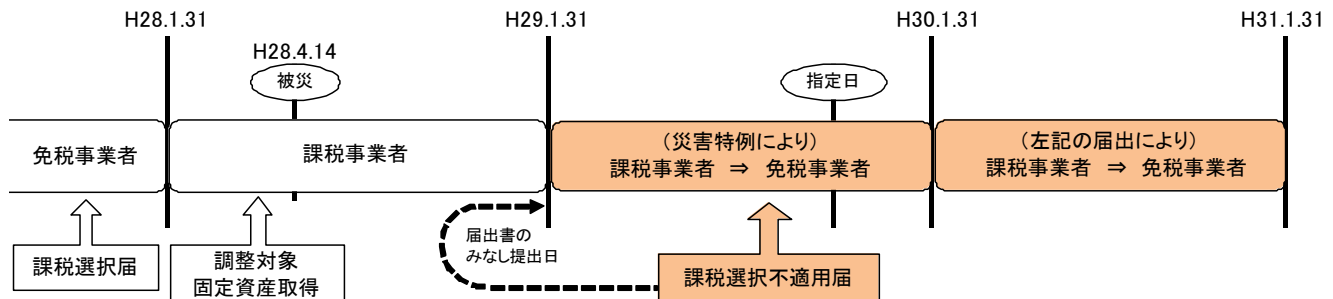 H28.1.31
H29.1.31
H30.1.31
H31.1.31
H28.4.14
被災
指定日
免税事業者
課税事業者
(災害特例により)
課税事業者 ⇒ 免税事業者
(左記の届出により)
課税事業者 ⇒ 免税事業者
課税選択届
調整対象
固定資産取得
届出書の
みなし提出日
課税選択不適用届